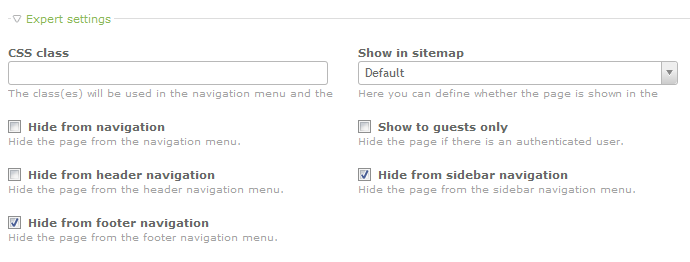 Expert settings
CSS class
Show in sitemap
Default
The class(es) will be used in the navigation menu and the
Here you can define whether the page is shown in the
Hide from navigation
Show to guests only
Hide the page from the navigation menu.
Hide the page if there is an authenticated user.
Hide from header navigation
Hide from sidebar navigation
Hide the page from the header navigation menu.
Hide the page from the sidebar navigation menu.
Hide from footer navigation
Hide the page from the footer navigation menu.